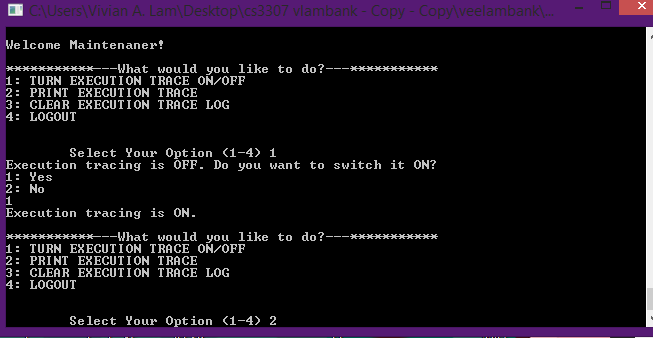 C:\Users\Vivian A. Lam\Desktop\cs3307 vlambank - Copy - Copy\veelambank\...
Welcome Maintenaner!
***********---What would you like to do?---***********
1: TURN EXECUTION TRACE ON/OFF
2: PRINT EXECUTION TRACE
3: CLEAR EXECUTION TRACE LOG
4: LOGOUT
Select Your Option (1-4) 1
Execution tracing is OFF. Do you want to switch it ON?
1: Yes
2: No
1
Execution tracing is ON.
***********---What would you like to do?---***********
1: TURN EXECUTION TRACE ON/OFF
2: PRINT EXECUTION TRACE
3: CLEAR EXECUTION TRACE LOG
4: LOGOUT
Select Your Option (1-4) 2